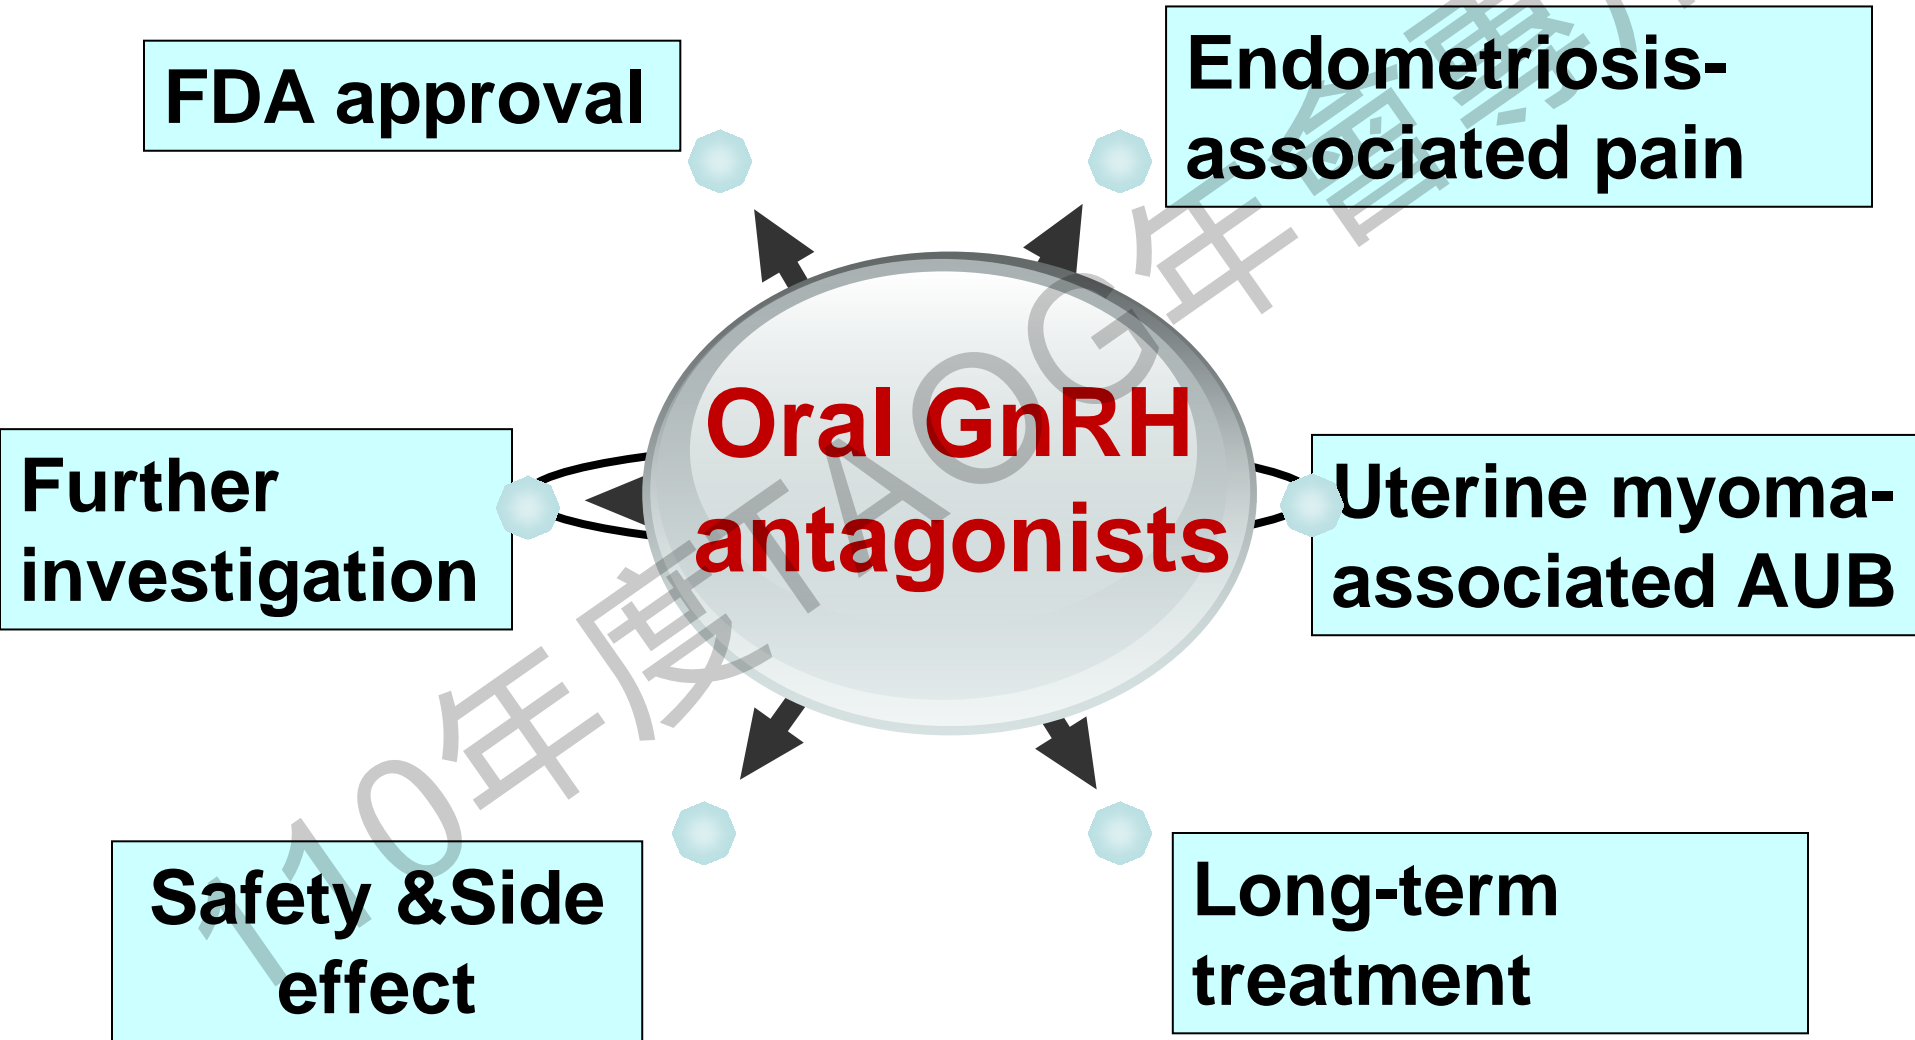 FDA approval
Endometriosis-
associated pain
Oral GnRH
antagonists
Further
investigation
Uterine myoma-
associated AUB
Safety &Side
effect
Long-term
treatment
110年度TAOG年會專